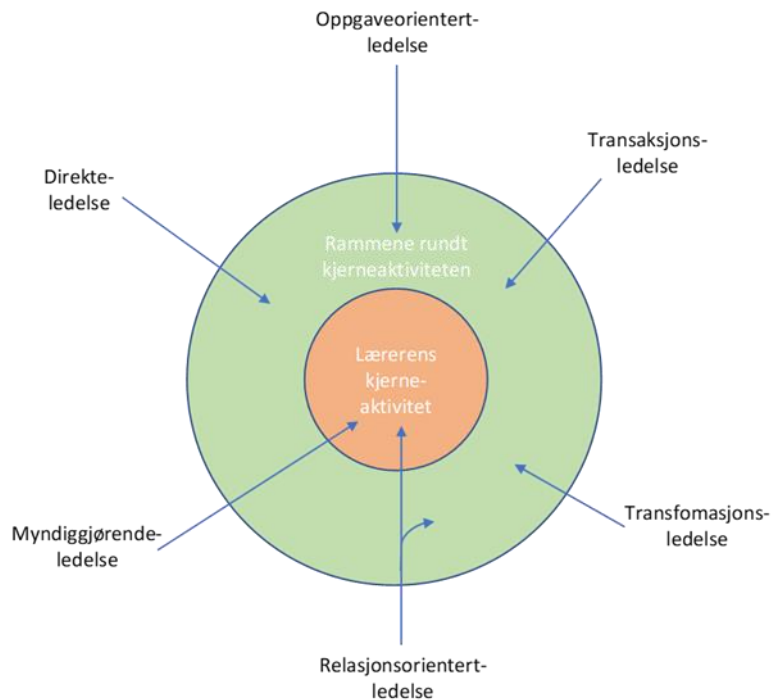 Oppgaveorientert-
ledelse
Transaksjons-
ledelse
Direkte-
ledelse
Rammene rundt
kjerneaktiviteten
Lærerens
kjerne-
aktivitet
Myndiggjørende-
ledelse
Transfomasjons-
ledelse
Relasjonsorientert-
ledelse